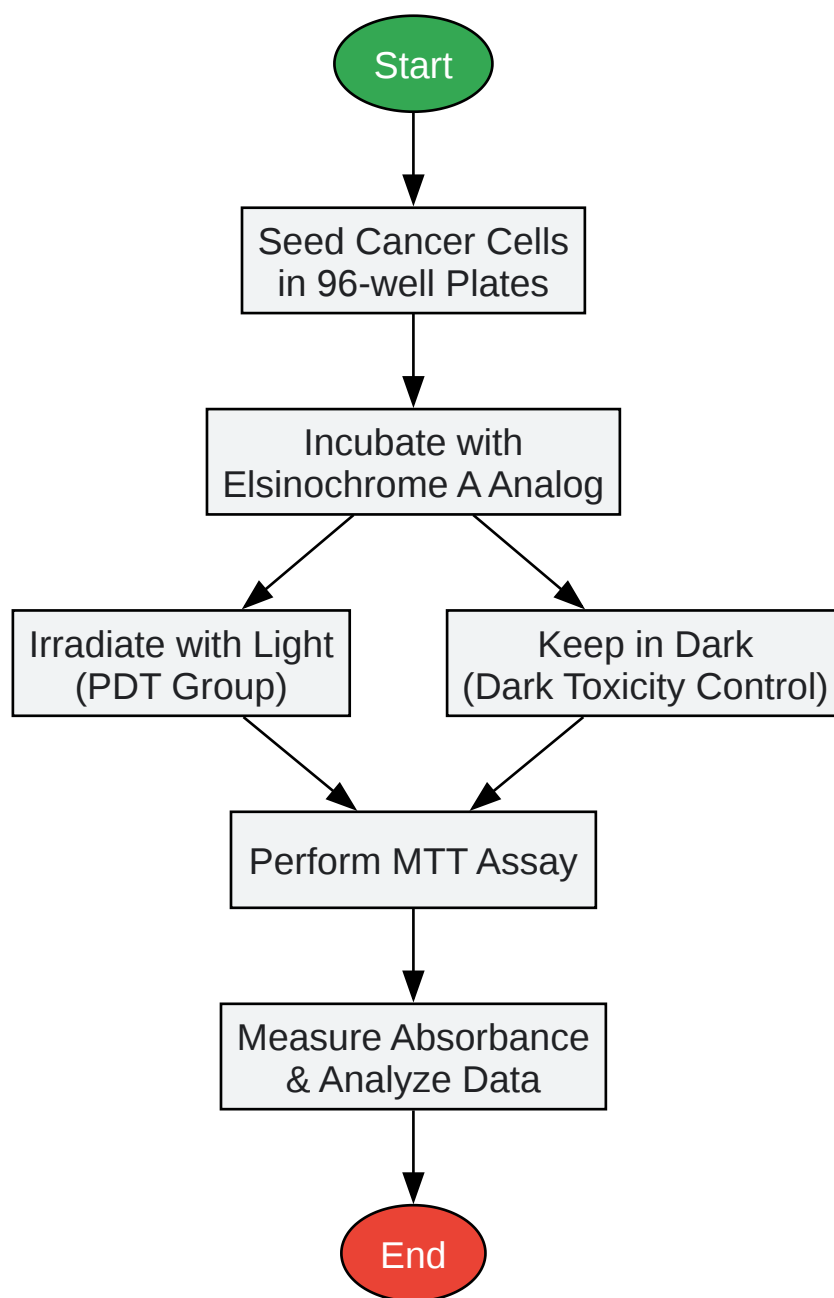 Start
Seed Cancer Cells
in 96-well Plates
Incubate with
Elsinochrome A Analog
Irradiate with Light
(PDT Group)
Keep in Dark
(Dark Toxicity Control)
Perform MTT Assay
Measure Absorbance
& Analyze Data
End